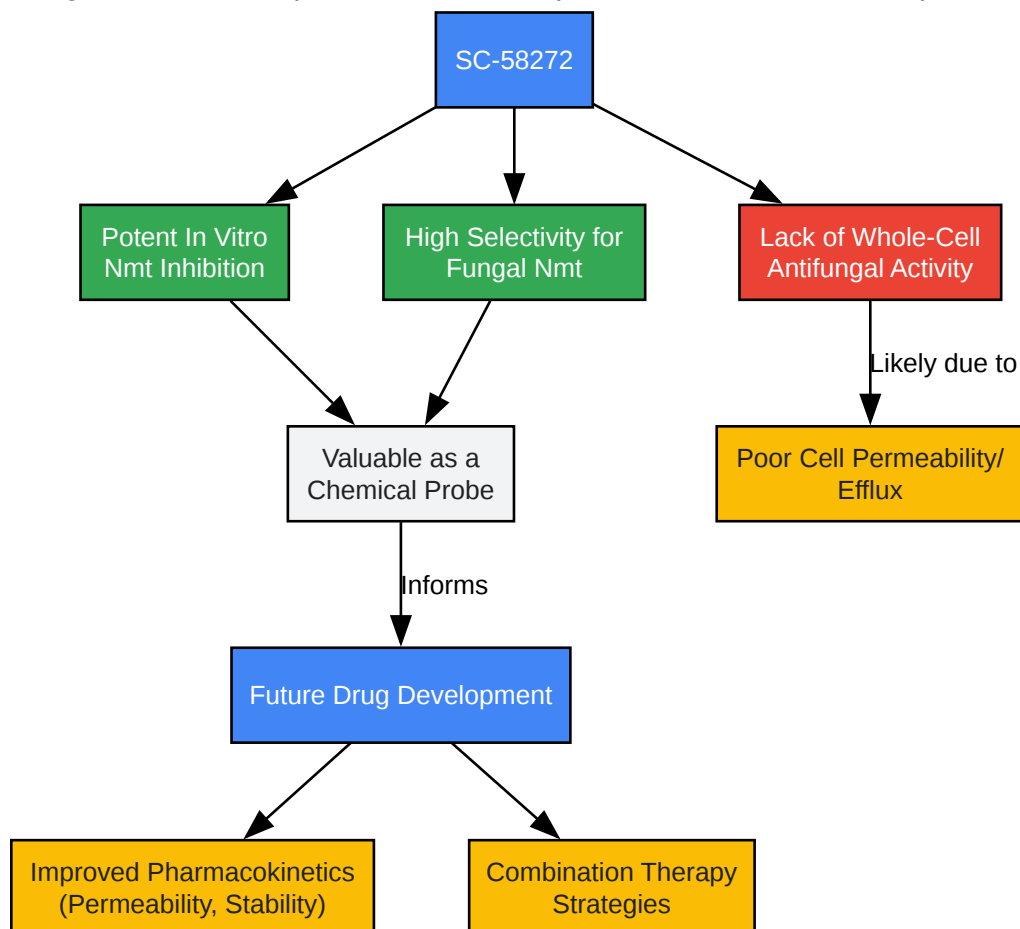 SC-58272
Potent In Vitro
Nmt Inhibition
High Selectivity for
Fungal Nmt
Lack of Whole-Cell
Antifungal Activity
Likely due to
Valuable as a
Chemical Probe
Poor Cell Permeability/
Efflux
Informs
Future Drug Development
Improved Pharmacokinetics
(Permeability, Stability)
Combination Therapy
Strategies